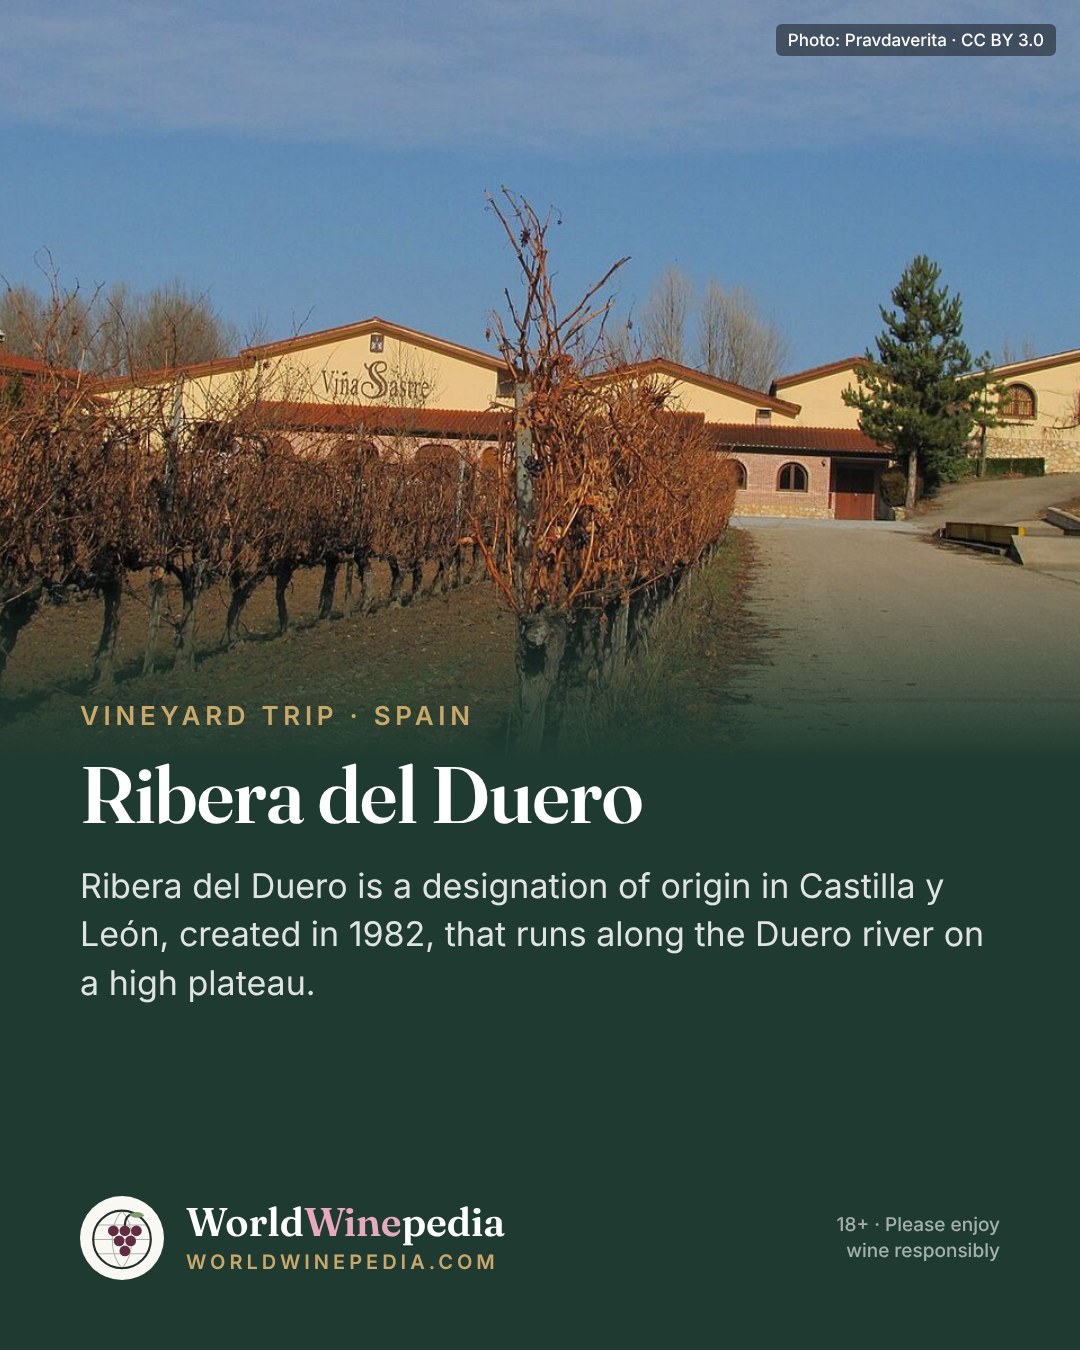 Photo: Pravdaverita · CC BY 3.0
Viña Sastre
VINEYARD TRIP · SPAIN
Ribera del Duero
Ribera del Duero is a designation of origin in Castilla y
León, created in 1982, that runs along the Duero river on
a high plateau.
WorldWinepedia
WORLDWINEPEDIA.COM
18+ · Please enjoy
wine responsibly